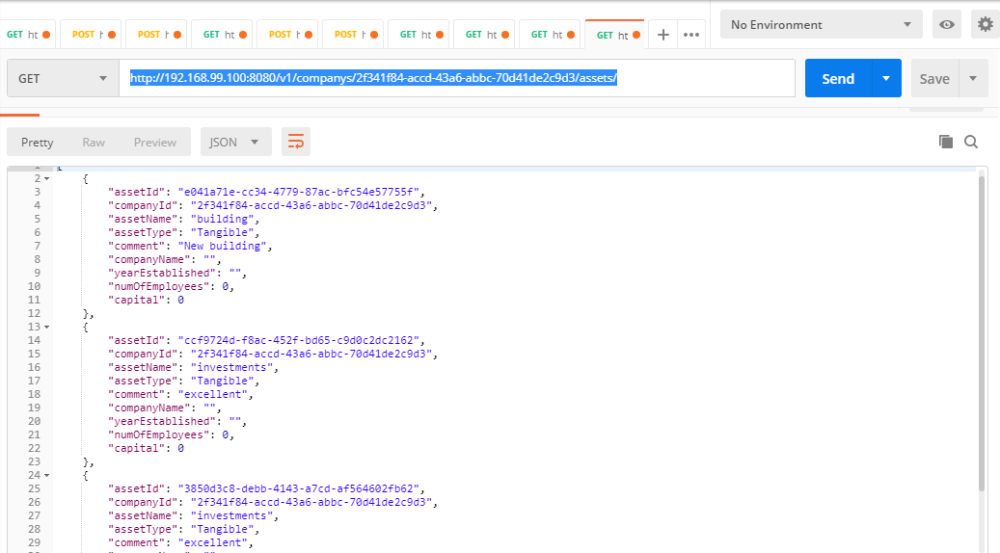 GET ht
POST h
POST h
GET ht
POST h
POST h
GET ht
GET ht
GET ht
GET ht
No Environment
GET
http://192.168.99.100:8080/v1/companys/2f341f84-accd-43a6-abbc-70d41de2c9d3/assets/
Send
Save
Pretty Raw Preview JSON
1 [
2 {
3 "assetId": "e041a71e-cc34-4779-87ac-bfc54e57755f",
4 "companyId": "2f341f84-accd-43a6-abbc-70d41de2c9d3",
5 "assetName": "building",
6 "assetType": "Tangible",
7 "comment": "New building",
8 "companyName": "",
9 "yearEstablished": "",
10 "numOfEmployees": 0,
11 "capital": 0
12 },
13 {
14 "assetId": "ccf9724d-f8ac-452f-bd65-c9d0c2dc2162",
15 "companyId": "2f341f84-accd-43a6-abbc-70d41de2c9d3",
16 "assetName": "investments",
17 "assetType": "Tangible",
18 "comment": "excellent",
19 "companyName": "",
20 "yearEstablished": "",
21 "numOfEmployees": 0,
22 "capital": 0
23 },
24 {
25 "assetId": "3850d3c8-debb-4143-a7cd-af564602fb62",
26 "companyId": "2f341f84-accd-43a6-abbc-70d41de2c9d3",
27 "assetName": "investments",
28 "assetType": "Tangible",
29 "comment": "excellent",